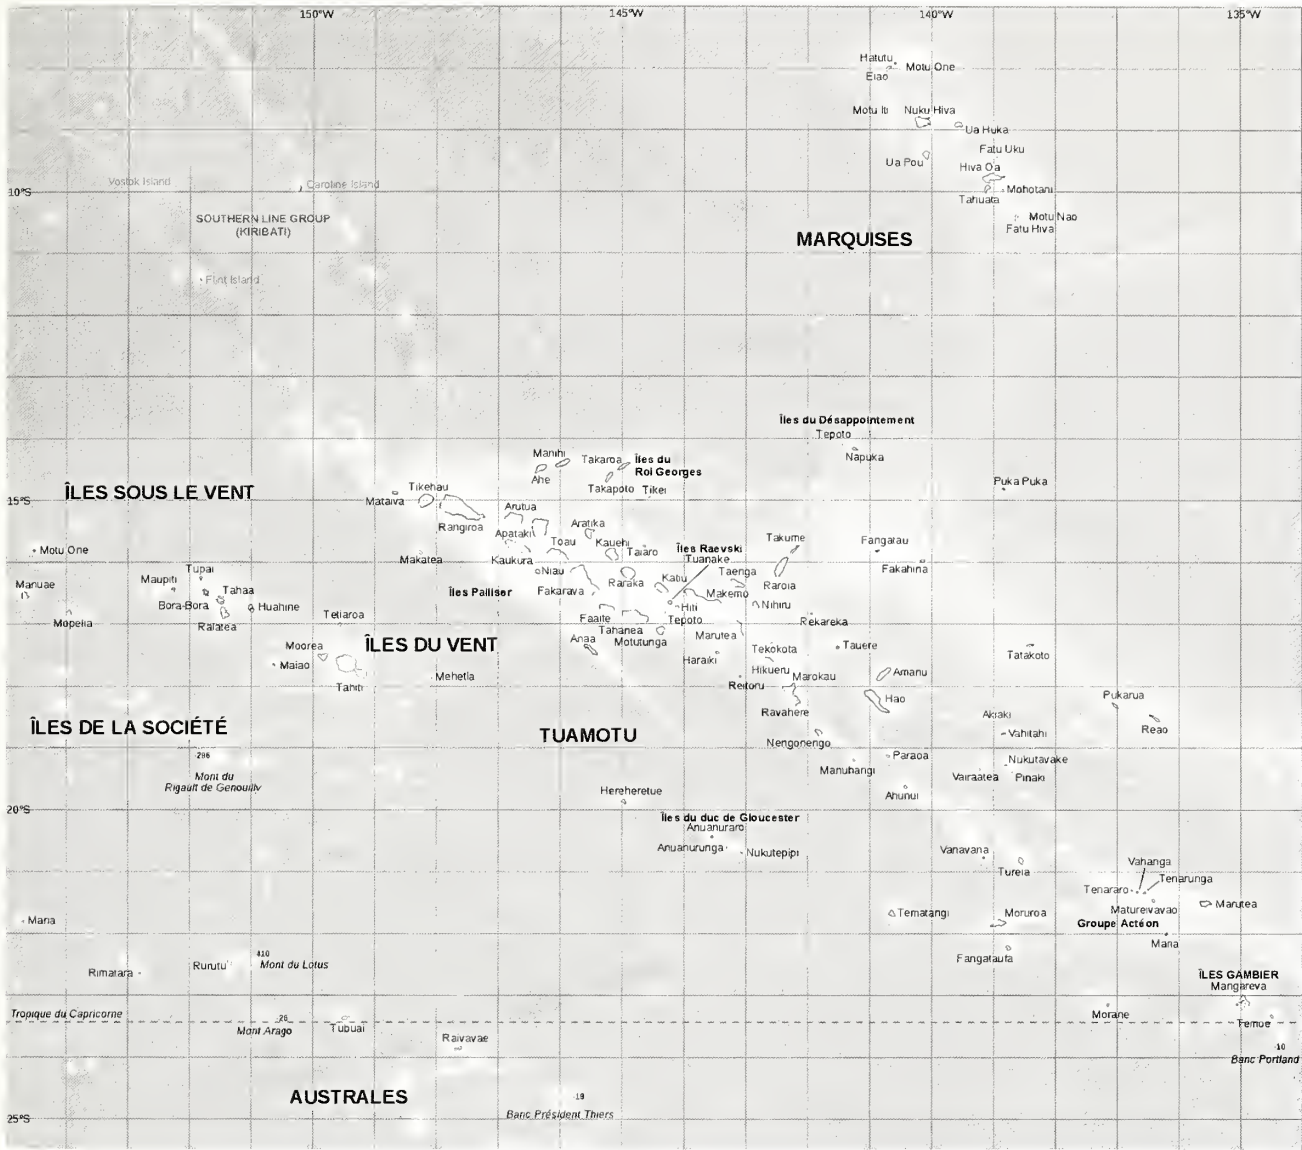 150°W
145°W
140°W
135°W
Hatutu
Motu One
Eiao
Motu Iti
Nuku Hiva
Ua Huka
Fatu Uku
Ua Pou
Hiva Oa
Mohotani
Tahuata
Motu Nao
Fatu Hiva
MARQUISES
Vostok Island
Caroline Island
10°S
SOUTHERN LINE GROUP
(KIRIBATI)
Flint Island
Îles du Désappointement
Tepoto
Napuka
Manihi
Takaroa
Îles du
Roi Georges
Ahe
Takapoto
Tikei
Puka Puka
ÎLES SOUS LE VENT
15°S
Tikehau
Mataiva
Rangiroa
Arutua
Apataki
Aratika
Toau
Kauehi
Taiaro
Îles Raevski
Tuanake
Takume
Fangatau
Motu One
Makatea
Kaukura
Niau
Fakarava
Raraka
Katiu
Taenga
Makemo
Raroia
Fakahina
Tupai
Maupiti
Manuae
Tahaa
Bora-Bora
Huahine
Mopelia
Raiatea
Tetiaroa
Îles Palliser
Hiti
Nihiru
Faaite
Tepoto
Rekareka
Tahanea
Marutea
Anaa
Motutunga
ÎLES DU VENT
Moorea
Maiao
Tahiti
Mehetia
Haraiki
Tekokota
Tauere
Tatakoto
Hikueru
Marokau
Amanu
Reitoru
Hao
Ravahere
Pukarua
Akiaki
Reao
ÎLES DE LA SOCIÉTÉ
TUAMOTU
Nengonengo
Vahitahi
296
Mont du
Rigault de Genouilly
Paraoa
Manuhangi
Nukutavake
Vairaatea
Pinaki
Ahunui
Hereheretue
20°S
Îles du duc de Gloucester
Anuanuraro
Anuanurunga
Nukutepipi
Vanavana
Tureia
Vahanga
Tenarunga
Tenararo
Matureivavao
Marutea
Groupe Actéon
Maria
Maria
Tematangi
Moruroa
Fangataufa
410
Rurutu
Mont du Lotus
Rimatara
ÎLES GAMBIER
Mangareva
Tropique du Capricorne
26
Mont Arago
Tubuai
Morane
Temoe
Raivavae
10
Banc Portland
AUSTRALES
18
Banc Président Thiers
25°S